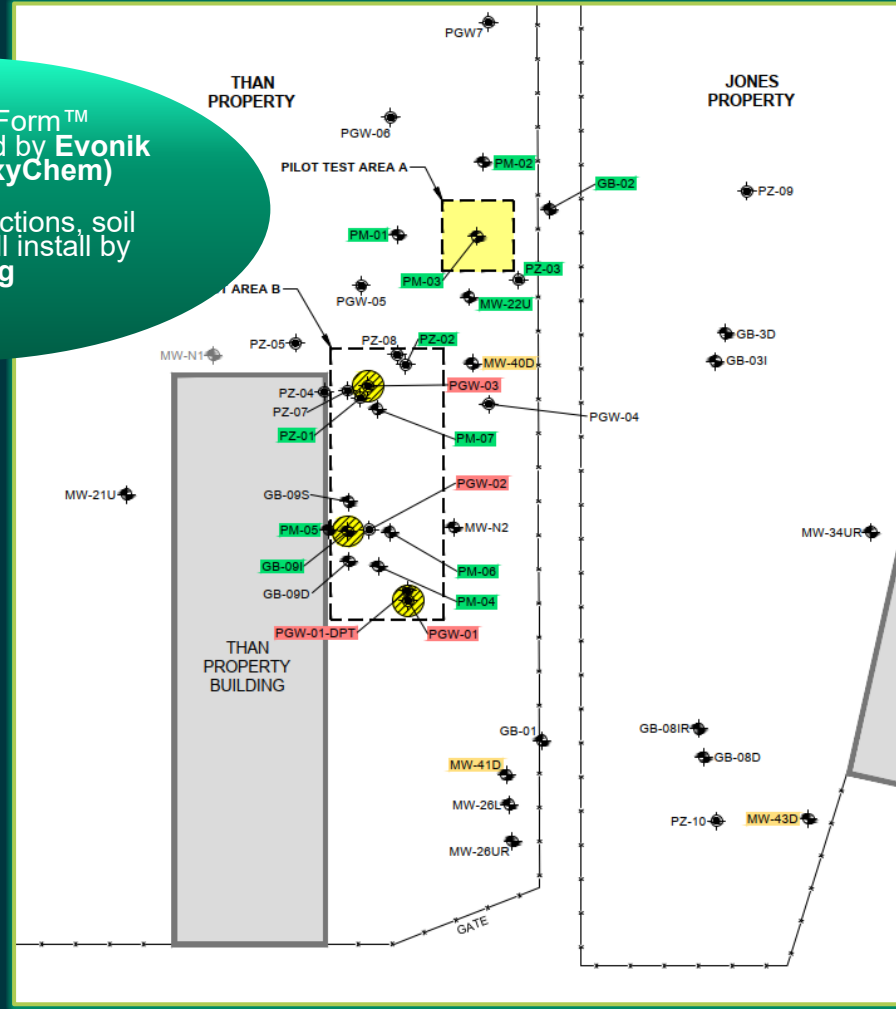 PGW7
THAN
PROPERTY
JONES
PROPERTY
Form™
d by Evonik
xyChem)
PGW-06
PILOT TEST AREA A
PM-02
GB-02
PZ-09
ctions, soil
ll install by
g
PM-01
PZ-03
PM-03
AREA B
PGW-05
MW-22U
GB-3D
PZ-05
PZ-08
PZ-02
MW-N1
MW-40D
GB-03I
PZ-04
PGW-03
PZ-07
PGW-04
PZ-01
PM-07
PGW-02
MW-21U
GB-09S
PM-05
MW-N2
MW-34UR
GB-09I
PM-06
GB-09D
PM-04
PGW-01-DPT
PGW-01
THAN
PROPERTY
BUILDING
GB-01
GB-08IR
GB-08D
MW-41D
MW-26L
PZ-10
MW-43D
MW-26UR
GATE